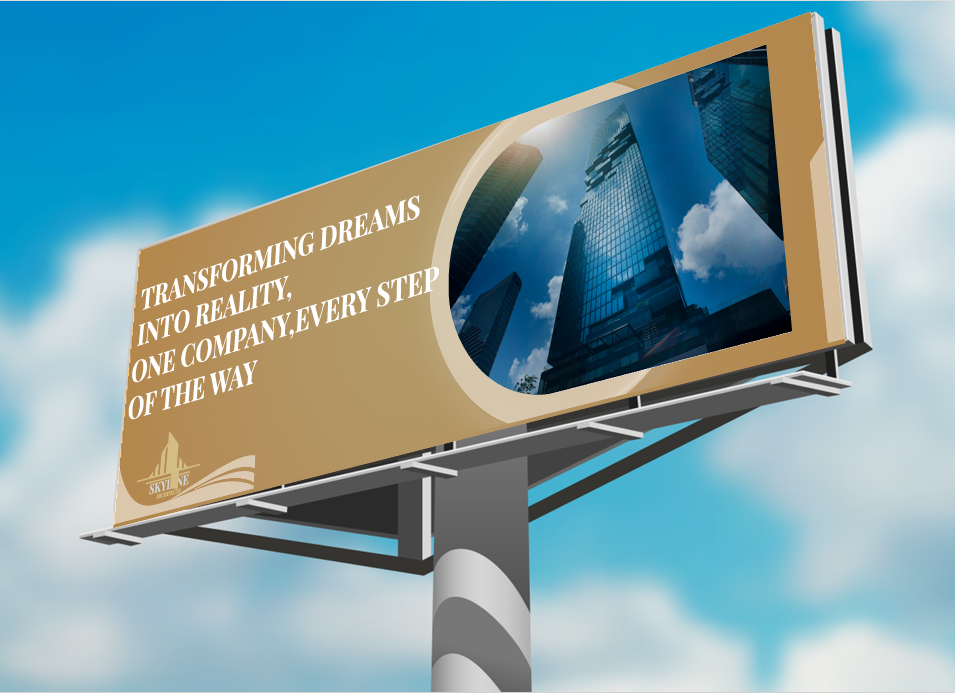 TRANSFORMING DREAMS
INTO REALITY,
ONE COMPANY,EVERY STEP
OF THE WAY
SKYLINE